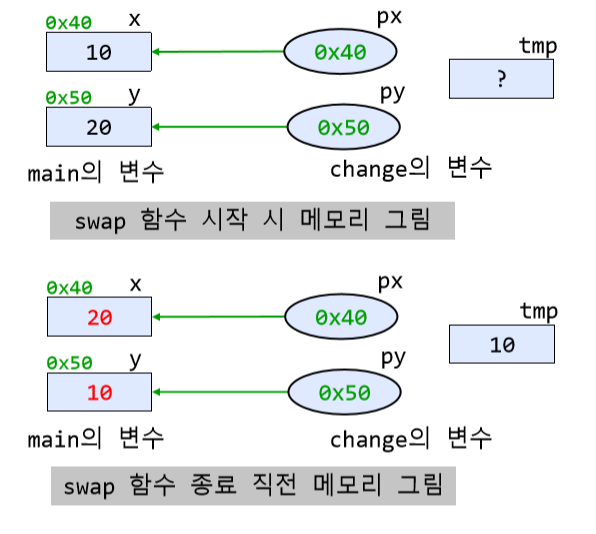 0x40 x px
10 0x40 tmp
?
0x50 y py
20 0x50
main의 변수 change의 변수
swap 함수 시작 시 메모리 그림
0x40 x px
20 0x40 tmp
10
0x50 y py
10 0x50
main의 변수 change의 변수
swap 함수 종료 직전 메모리 그림